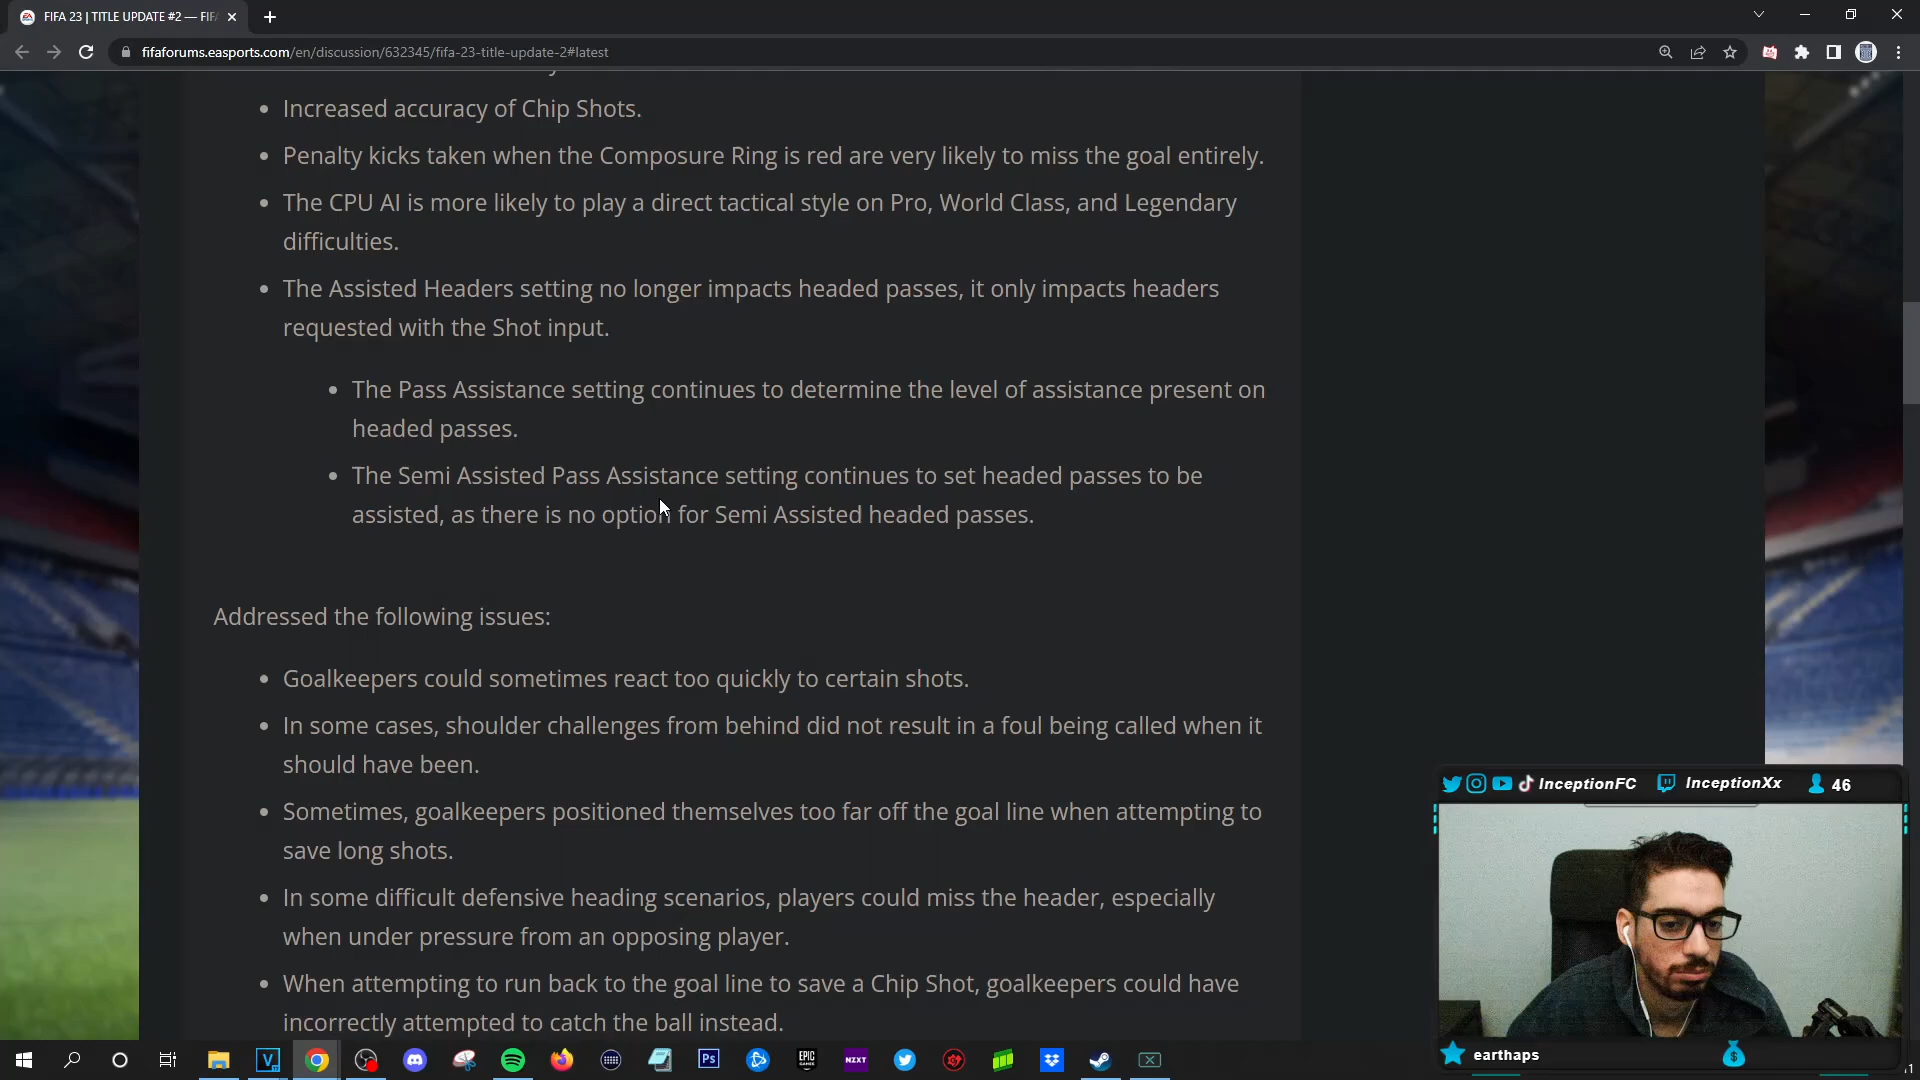 FIFA 23 | TITLE UPDATE #2 — FIF
fifaforums.easports.com/en/discussion/632345/fifa-23-title-update-2#latest
• Increased accuracy of Chip Shots.
• Penalty kicks taken when the Composure Ring is red are very likely to miss the goal entirely.
• The CPU AI is more likely to play a direct tactical style on Pro, World Class, and Legendary
difficulties.
• The Assisted Headers setting no longer impacts headed passes, it only impacts headers
requested with the Shot input.
• The Pass Assistance setting continues to determine the level of assistance present on
headed passes.
• The Semi Assisted Pass Assistance setting continues to set headed passes to be
assisted, as there is no option for Semi Assisted headed passes.
Addressed the following issues:
• Goalkeepers could sometimes react too quickly to certain shots.
• In some cases, shoulder challenges from behind did not result in a foul being called when it
should have been.
• Sometimes, goalkeepers positioned themselves too far off the goal line when attempting to
save long shots.
• In some difficult defensive heading scenarios, players could miss the header, especially
when under pressure from an opposing player.
• When attempting to run back to the goal line to save a Chip Shot, goalkeepers could have
incorrectly attempted to catch the ball instead.
InceptionFC InceptionXx 46
earthaps
Ps
EPIC GAMES
NZXT